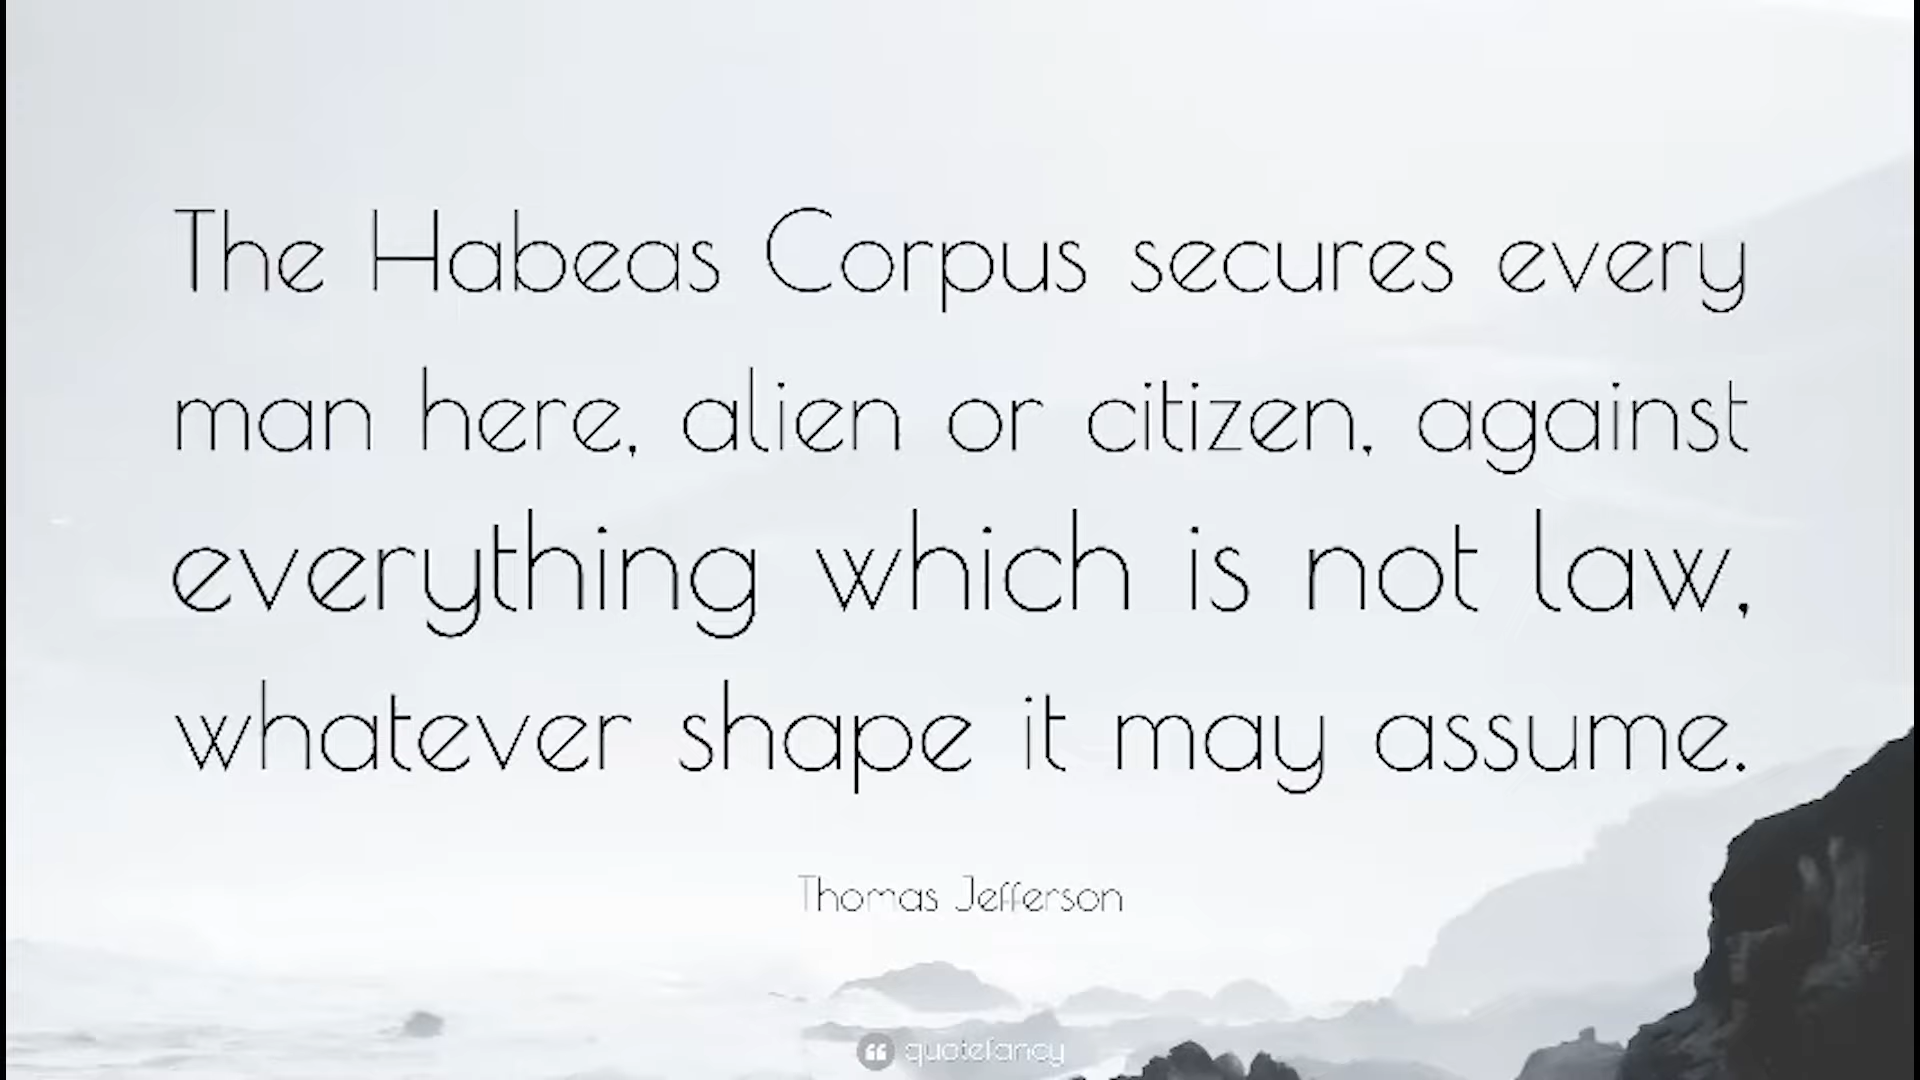 The Habeas Corpus secures every
man here, alien or citizen, against
everything which is not law,
whatever shape it may assume.
Thomas Jefferson
quotefancy